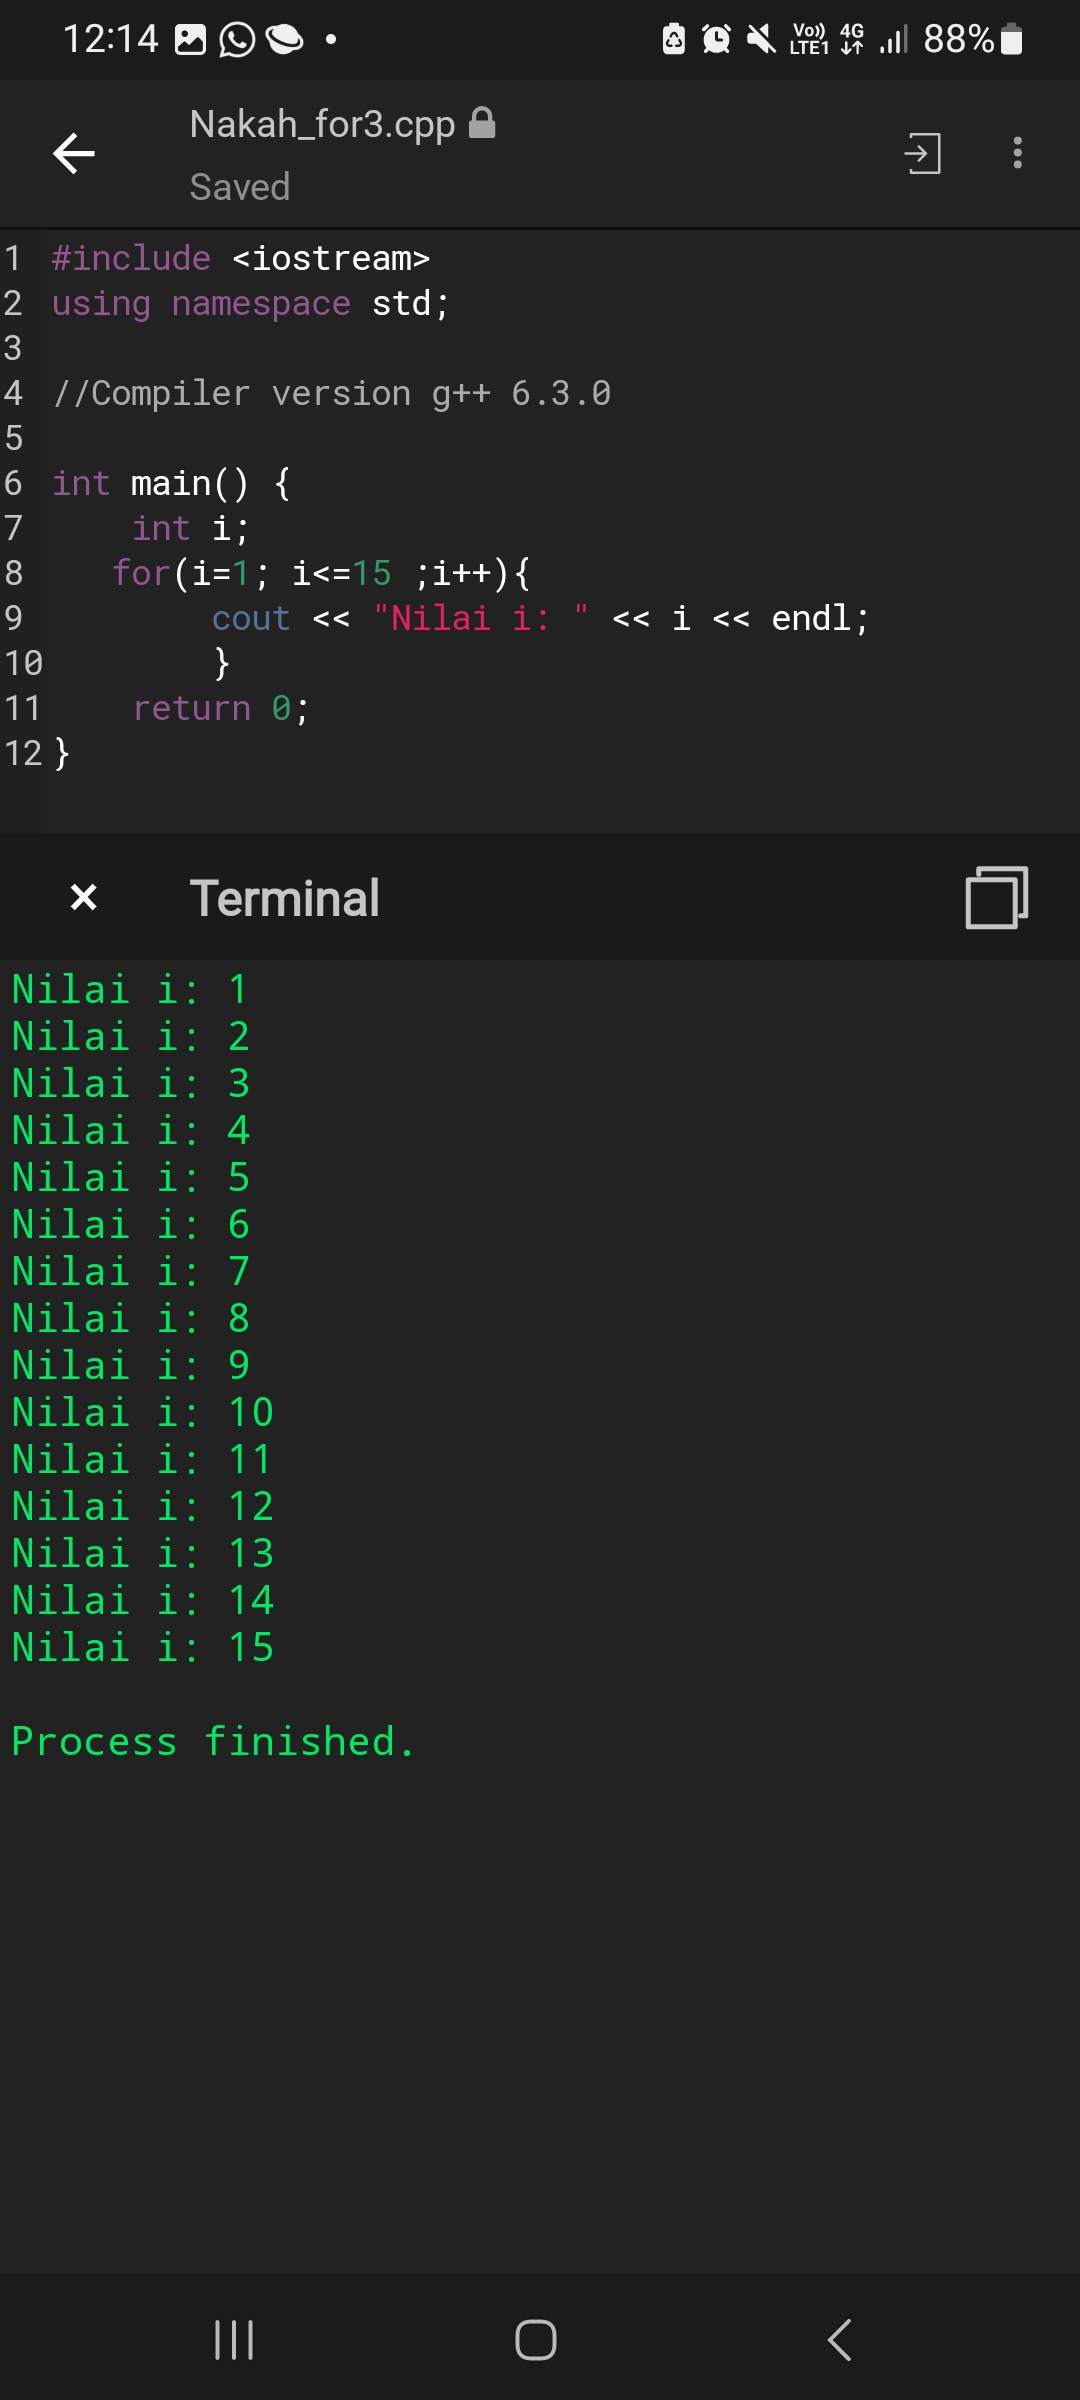 12:14 Vo)) LTE1 4G 88%
Nakah_for3.cpp
Saved
1 #include <iostream>
2 using namespace std;
3
4 //Compiler version g++ 6.3.0
5
6 int main() {
7     int i;
8    for(i=1; i<=15 ;i++){
9         cout << "Nilai i: " << i << endl;
10         }
11     return 0;
12 }
× Terminal
Nilai i: 1
Nilai i: 2
Nilai i: 3
Nilai i: 4
Nilai i: 5
Nilai i: 6
Nilai i: 7
Nilai i: 8
Nilai i: 9
Nilai i: 10
Nilai i: 11
Nilai i: 12
Nilai i: 13
Nilai i: 14
Nilai i: 15
Process finished.